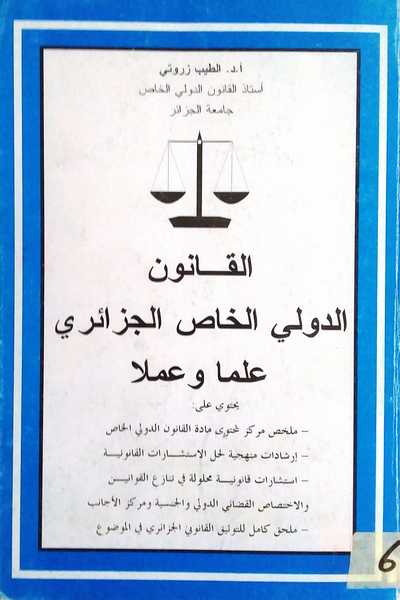 أ.د. الطيب زروتي
أستاذ القانون الدولي الخاص
جامعة الجزائر
القـــانون
الدولي الخاص الجزائري
علما وعملا
يحتوي على:
– ملخص مركز لمحتوى مادة القانون الدولي الخاص
– إرشادات منهجية لحل الاستشارات القانونية
– استشارات قانونية محلولة في تنازع القوانين
والاختصاص القضائي الدولي والجنسية ومركز الأجانب
– ملحق كامل للتوثيق القانوني الجزائري في الموضوع
6